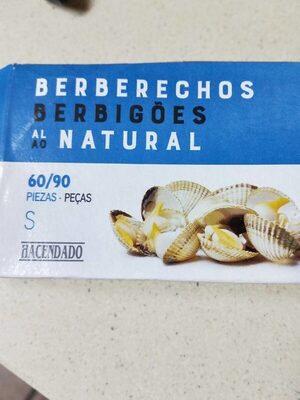 BERBERECHOS
BERBIGÕES
AL
AO NATURAL
60/90
PIEZAS - PEÇAS
S
HACENDADO